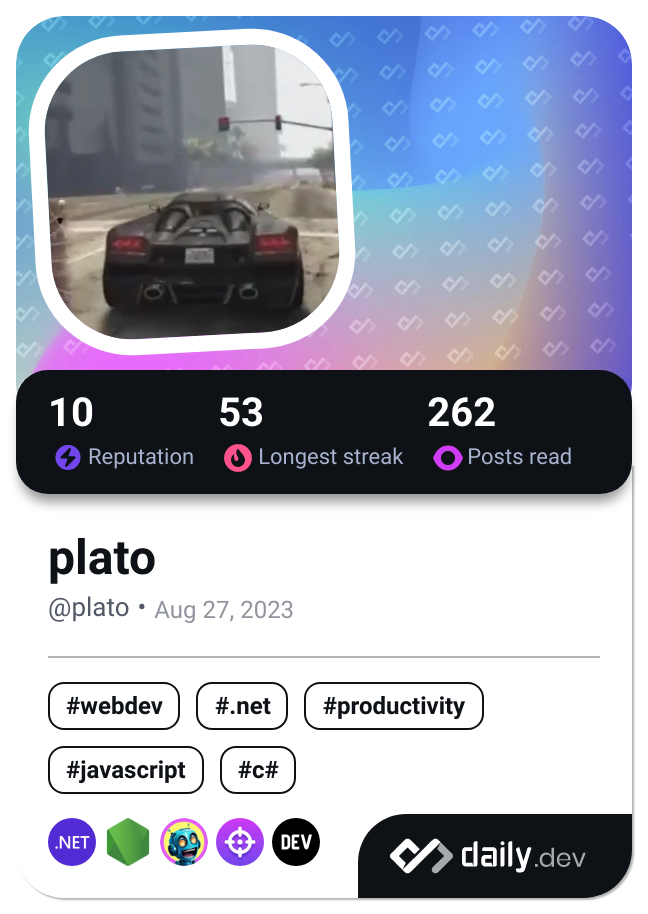 10 53 262
Reputation Longest streak Posts read
plato
@plato • Aug 27, 2023
#webdev #.net #productivity
#javascript #c#
.NET DEV
daily.dev